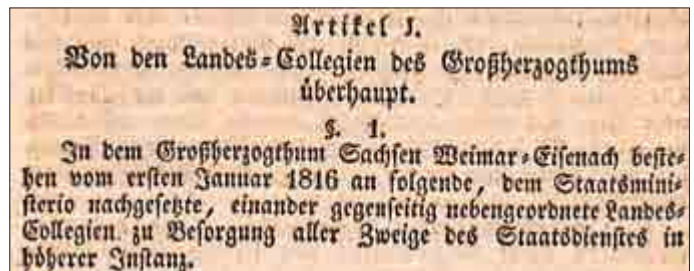 Artikel I.
Von den Landes-Collegien des Großherzogthums
überhaupt.
§. 1.
In dem Großherzogthum Sachsen Weimar-Eisenach beste-
hen vom ersten Januar 1816 an folgende, dem Staatsmini-
sterio nachgesetzte, einander gegenseitig nebengeordnete Landes-
Collegien zu Besorgung aller Zweige des Staatsdienstes in
höherer Instanz.